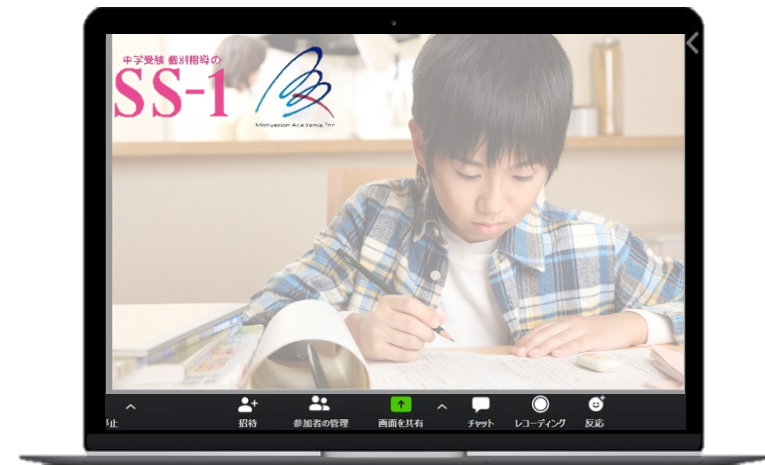 中学受験 個別指導の
SS-1
Motivation Academia Inc
招待
参加者の管理
画面を共有
チャット
レコーディング
反応